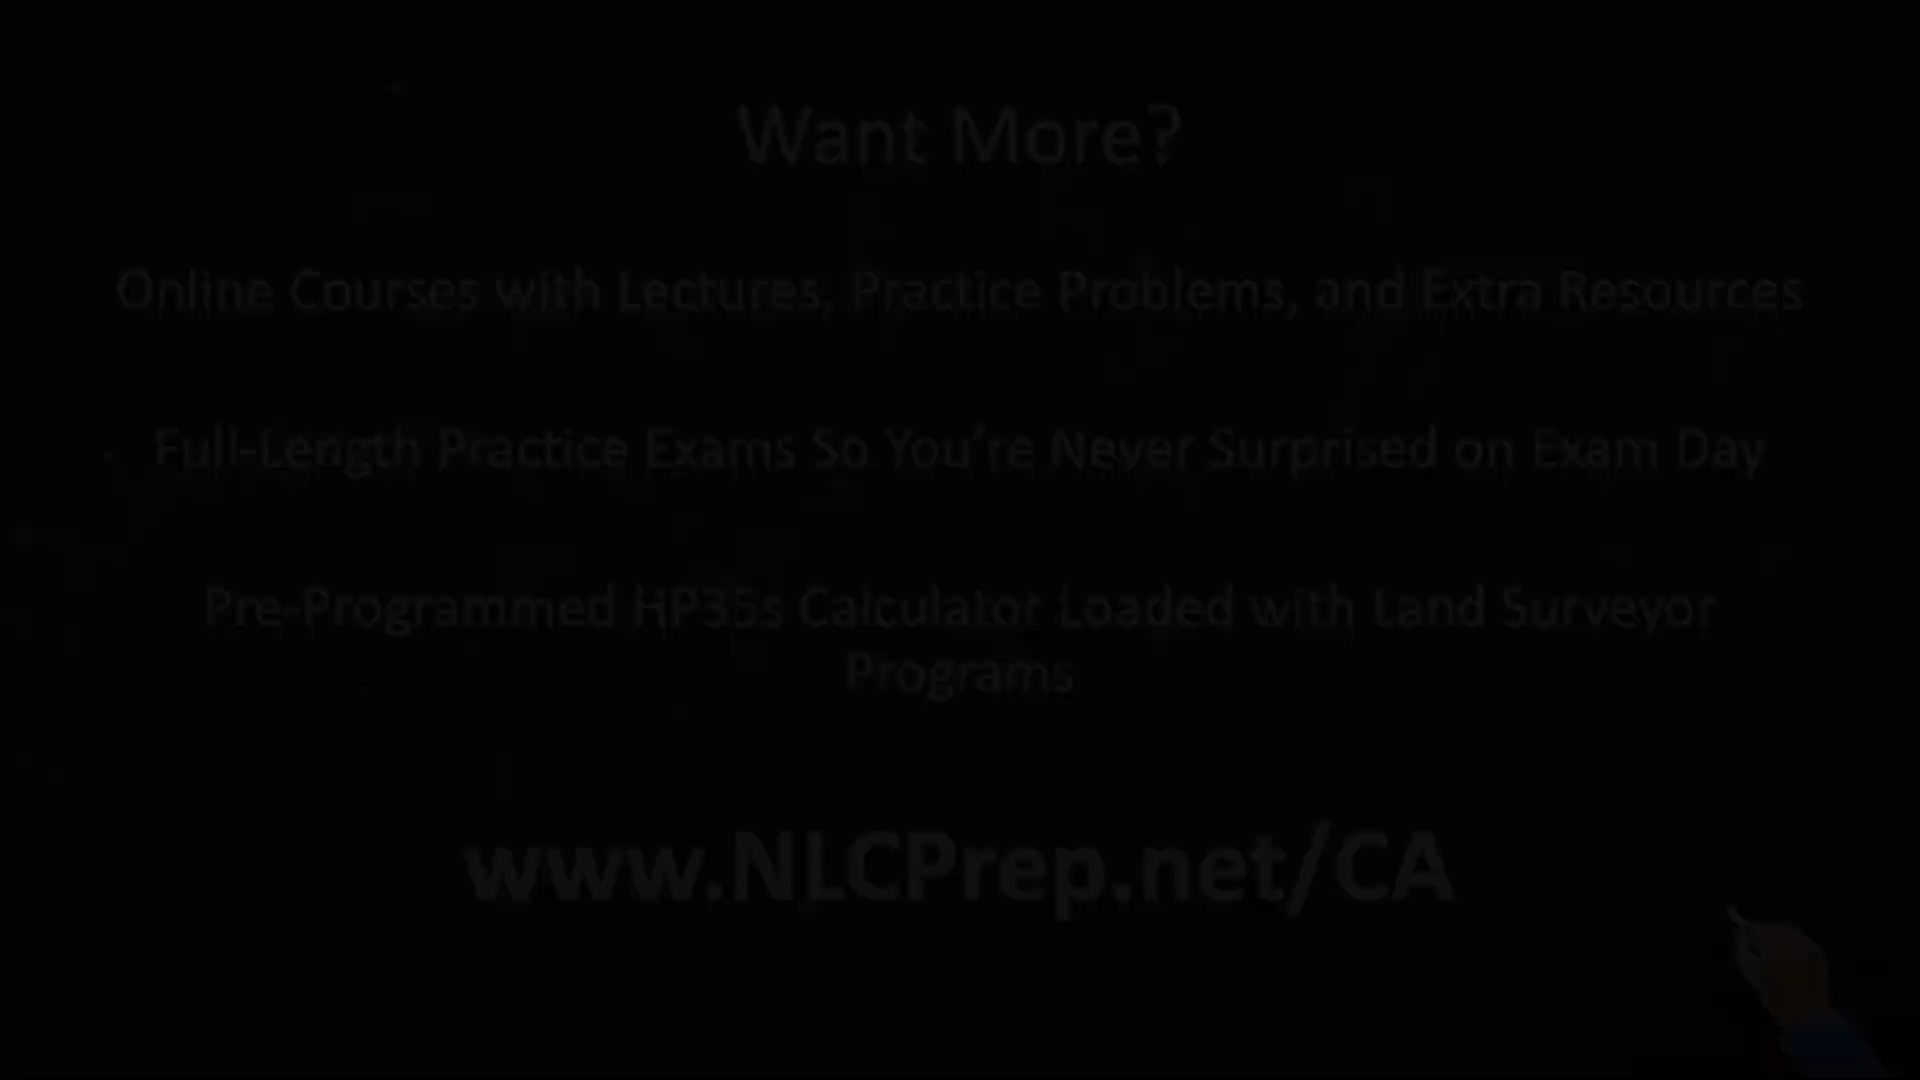 Want More?
Online Courses with Lectures, Practice Problems, and Extra Resources
Full-Length Practice Exams So You’re Never Surprised on Exam Day
Pre-Programmed HP35s Calculator Loaded with Land Surveyor
Programs
www.NLCPrep.net/CA